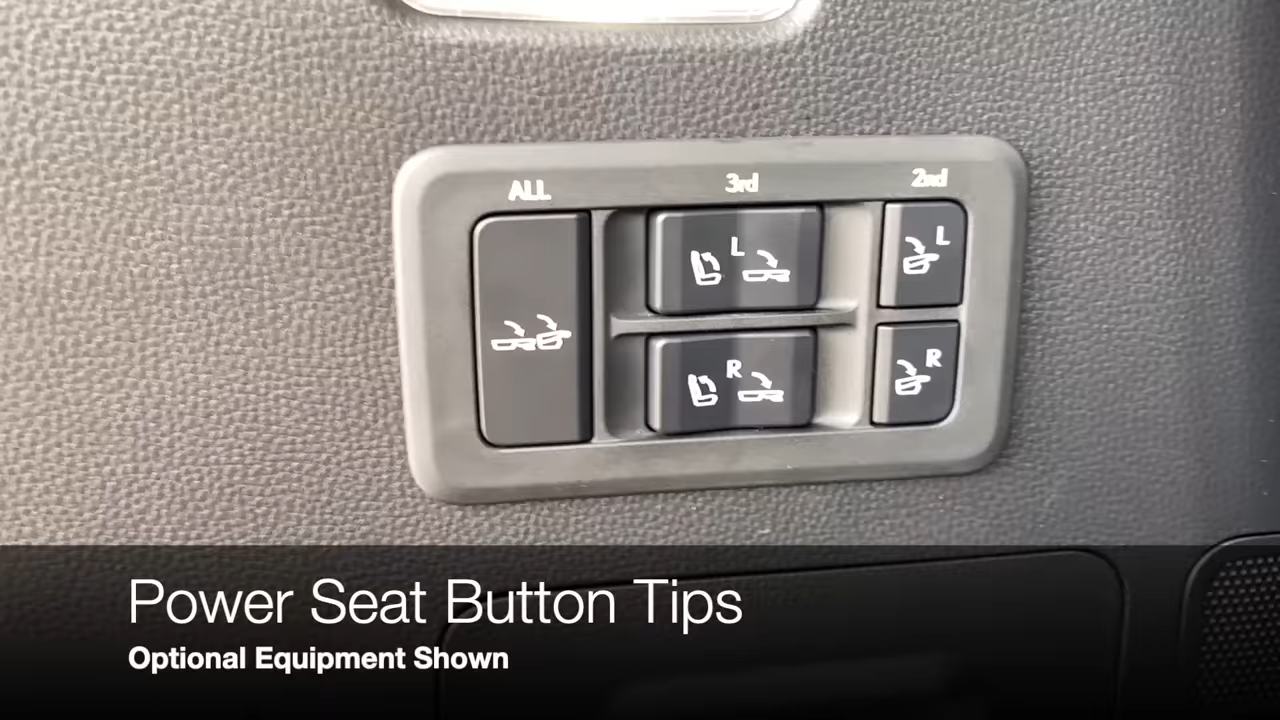 ALL
3rd
2nd
L
L
R
R
Power Seat Button Tips
Optional Equipment Shown